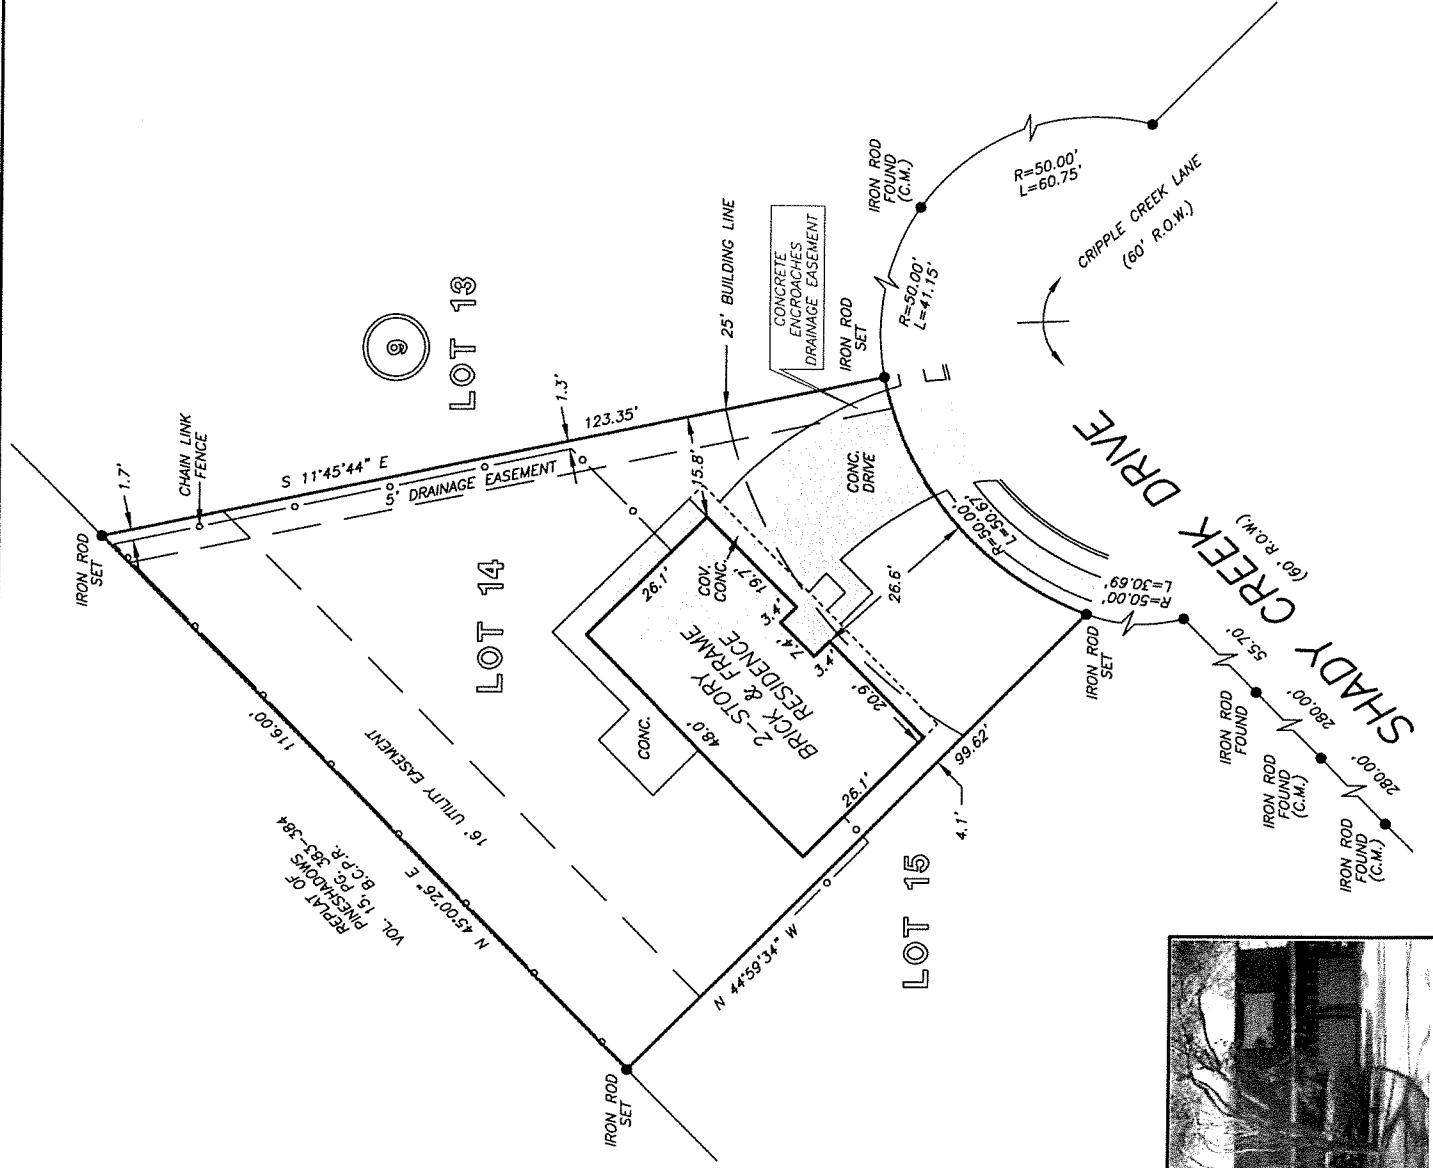 IRON ROD
SET
1.7'
CHAIN LINK
FENCE
S 11°45'44" E
5' DRAINAGE EASEMENT
1.3'
123.35'
9
LOT 13
25' BUILDING LINE
CONCRETE
ENCROACHES
DRAINAGE EASEMENT
IRON ROD
SET
IRON ROD
FOUND
(C.M.)
R=50.00'
L=41.15'
R=50.00'
L=60.75'
CRIPPLE CREEK LANE
(60' R.O.W.)
LOT 14
15.8'
CONC.
DRIVE
COV.
CONC.
26.1'
19.7'
3.4'
7.4'
3.4'
20.9'
26.6'
2-STORY
BRICK & FRAME
RESIDENCE
48.0'
26.1'
CONC.
R=50.00'
L=50.67'
R=50.00'
L=30.69'
SHADY CREEK DRIVE
(60' R.O.W.)
116.00'
16' UTILITY EASEMENT
REPLAT OF
PINESHADOWS
VOL. 15, PG. 383-384
B.C.P.R.
N 45°00'26" E
N 44°59'34" W
99.62'
4.1'
LOT 15
IRON ROD
SET
IRON ROD
SET
55.70'
IRON ROD
FOUND
280.00'
IRON ROD
FOUND
(C.M.)
280.00'
IRON ROD
FOUND
(C.M.)